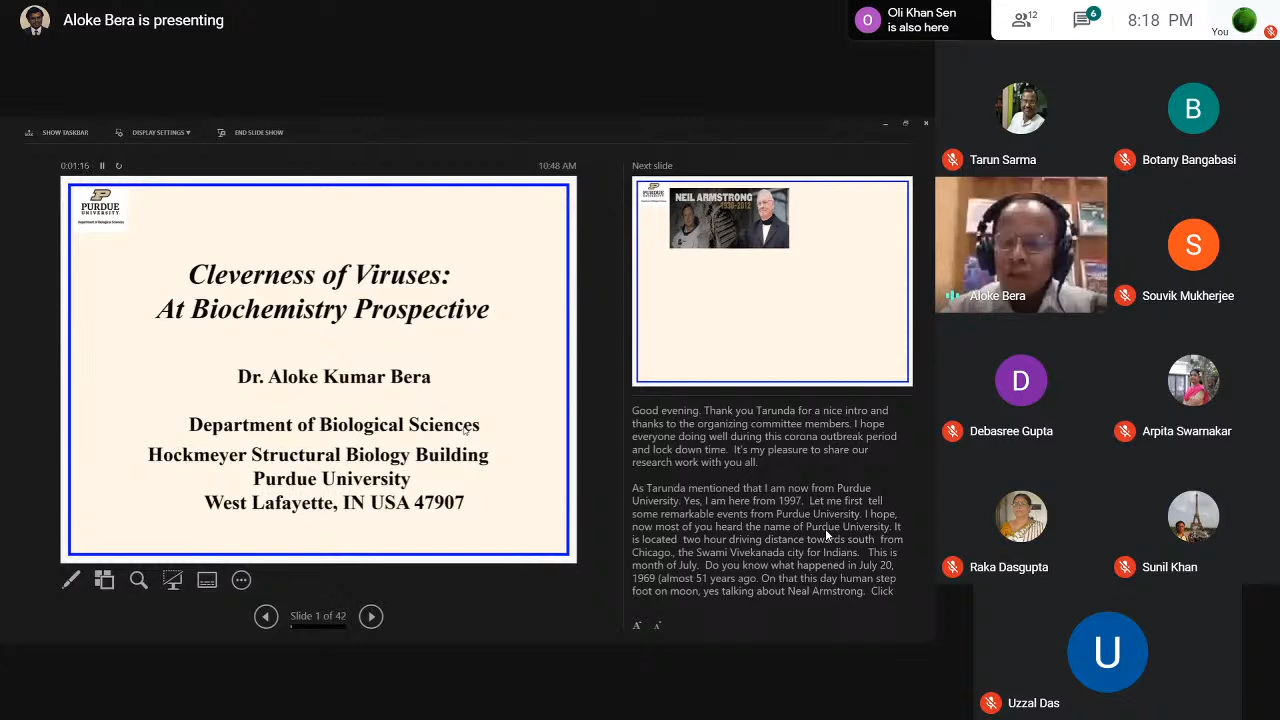 Aloke Bera is presenting
Oli Khan Sen
is also here
O
12
6
8:18 PM
You
SHOW TASKBAR
DISPLAY SETTINGS ▾
END SLIDE SHOW
0:01:16
10:48 AM
Next slide
PURDUE
UNIVERSITY.
Department of Biological Sciences
Cleverness of Viruses:
At Biochemistry Prospective
Dr. Aloke Kumar Bera
Department of Biological Sciences
Hockmeyer Structural Biology Building
Purdue University
West Lafayette, IN USA 47907
PURDUE
UNIVERSITY.
NEIL ARMSTRONG
1930-2012
Good evening. Thank you Tarunda for a nice intro and
thanks to the organizing committee members. I hope
everyone doing well during this corona outbreak period
and lock down time. It's my pleasure to share our
research work with you all.
As Tarunda mentioned that I am now from Purdue
University. Yes, I am here from 1997. Let me first tell
some remarkable events from Purdue University. I hope,
now most of you heard the name of Purdue University. It
is located two hour driving distance towards south from
Chicago., the Swami Vivekanada city for Indians. This is
month of July. Do you know what happened in July 20,
1969 (almost 51 years ago. On that this day human step
foot on moon, yes talking about Neal Armstrong. Click
Slide 1 of 42
A
A
Tarun Sarma
B
Botany Bangabasi
Aloke Bera
S
Souvik Mukherjee
D
Debasree Gupta
Arpita Swarnakar
Raka Dasgupta
Sunil Khan
U
Uzzal Das